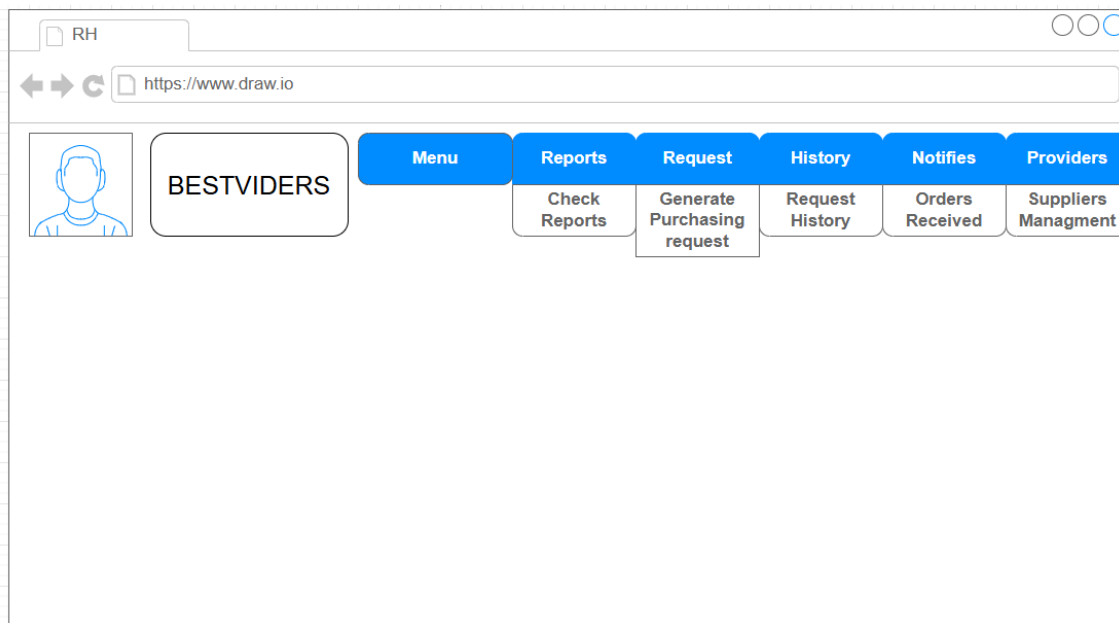 RH
https://www.draw.io
BESTVIDERS
Menu
Reports
Request
History
Notifies
Providers
Check
Reports
Generate
Purchasing
request
Request
History
Orders
Received
Suppliers
Managment